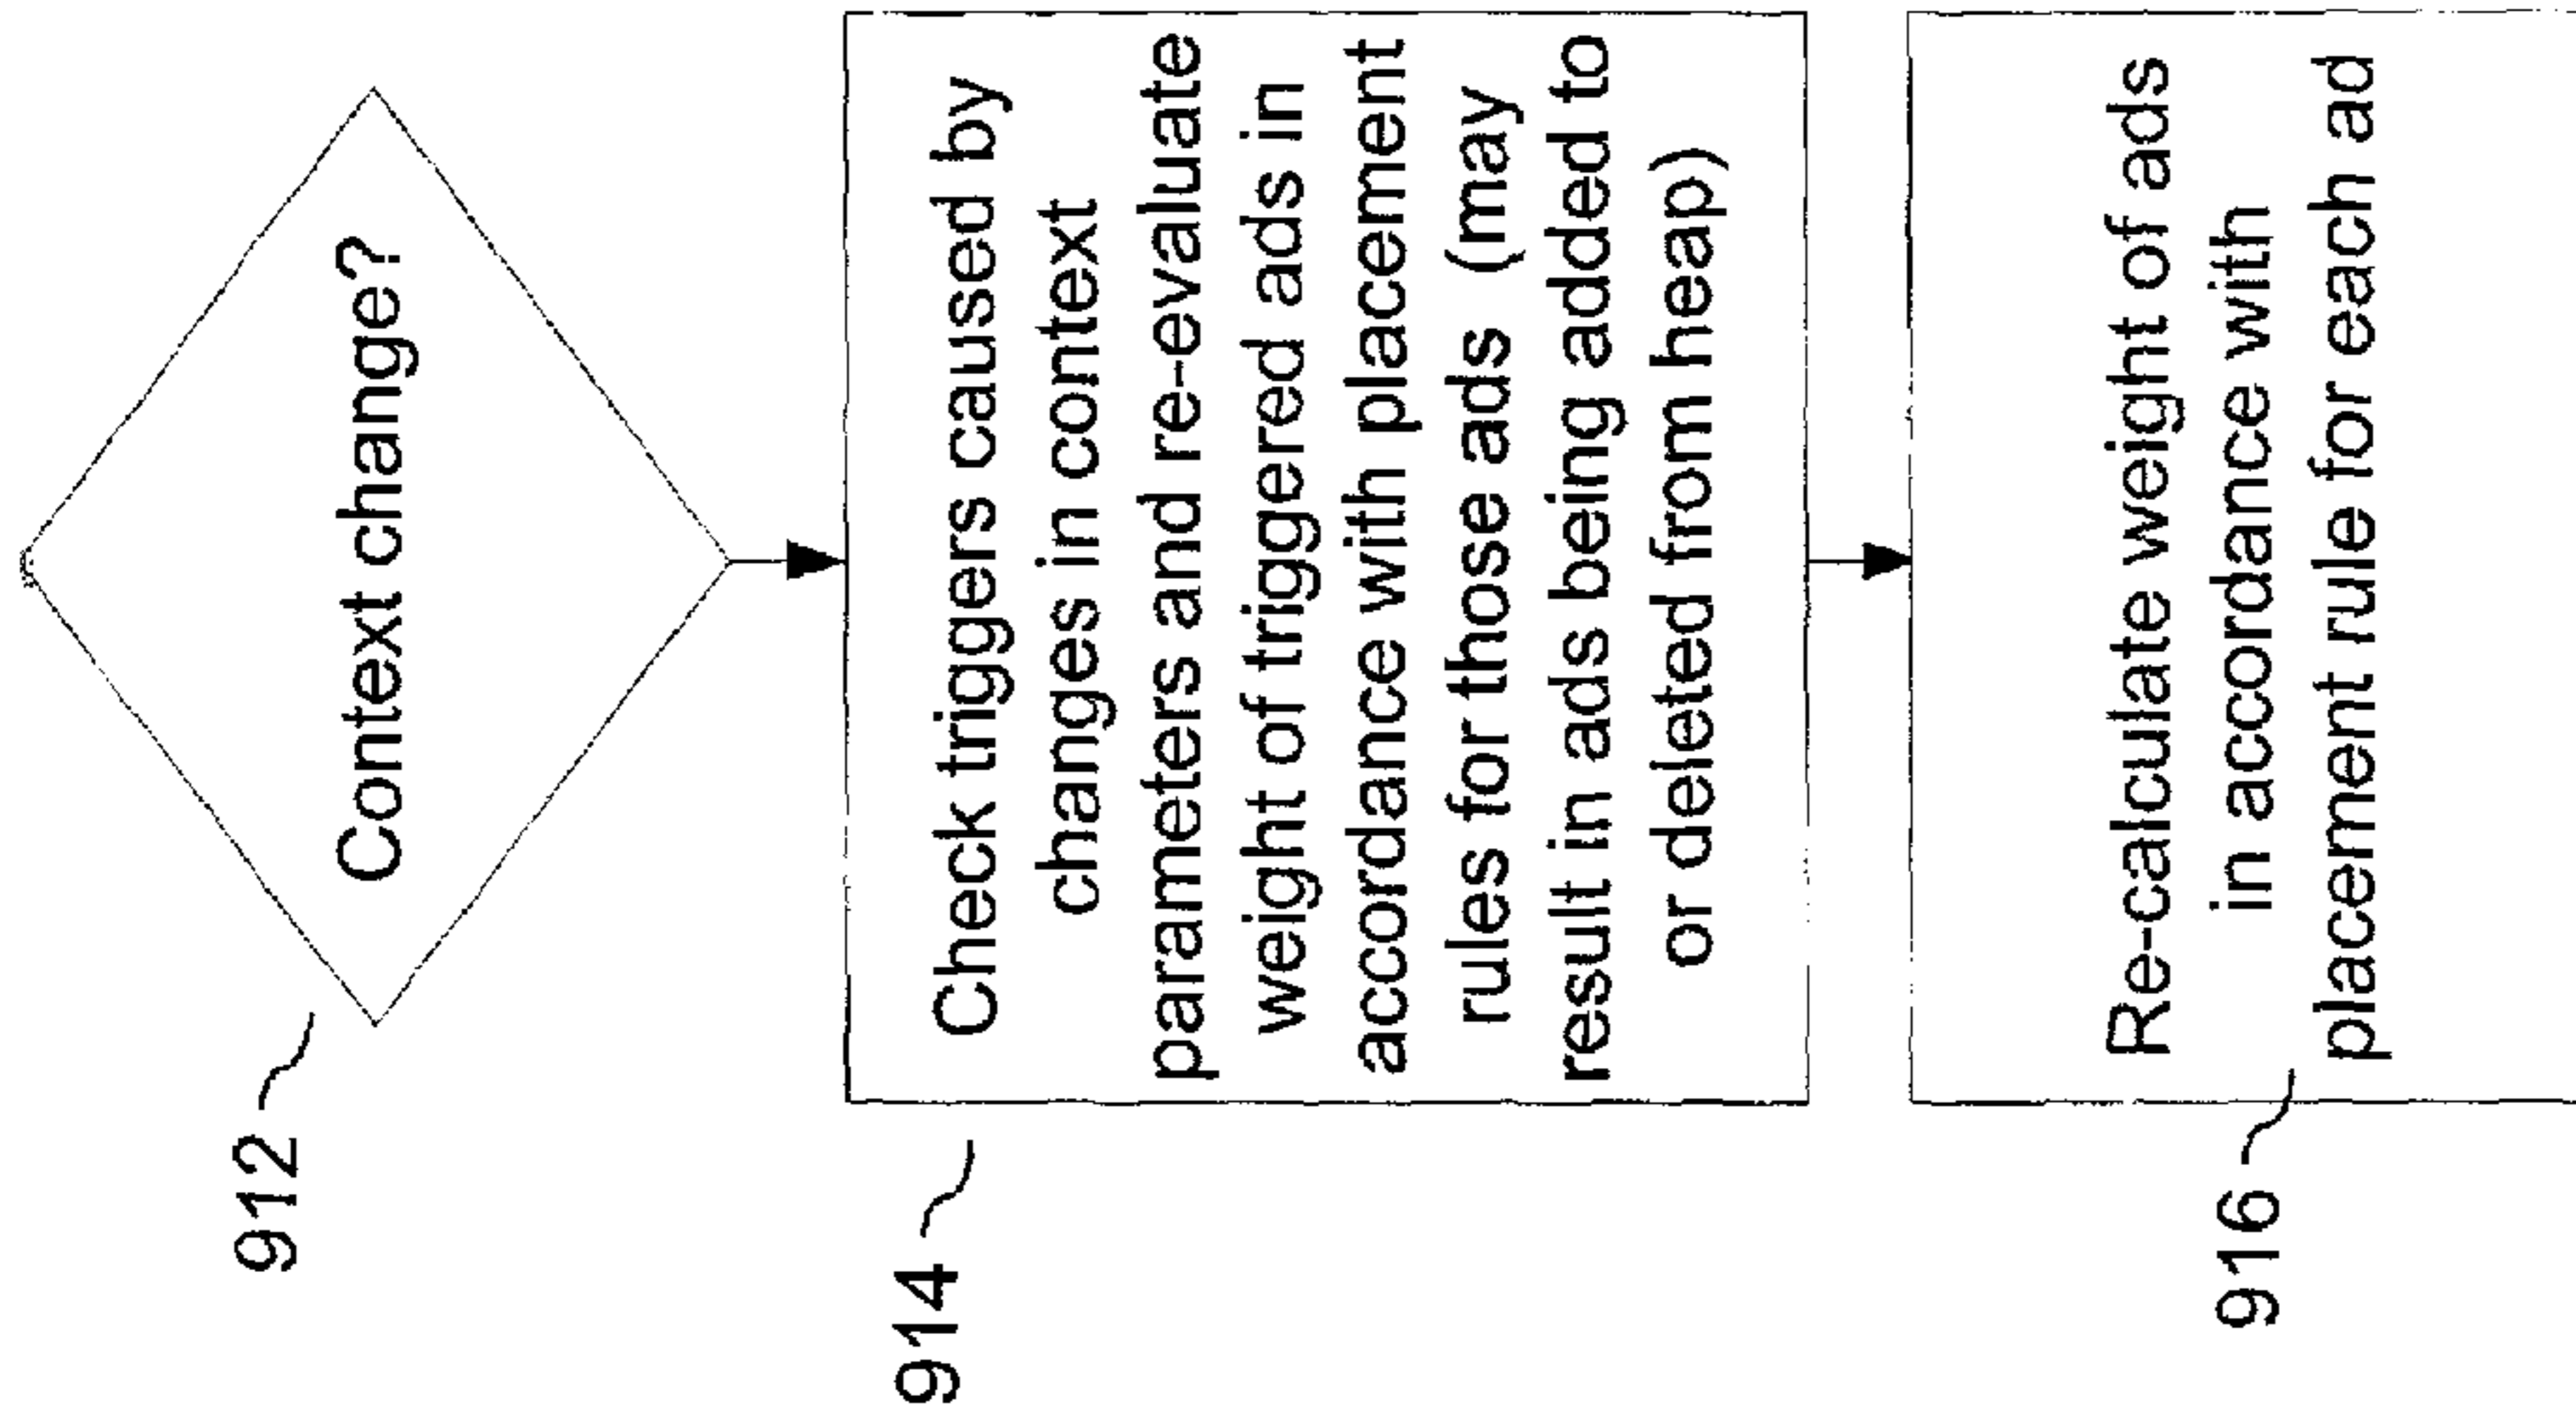 912
Context change?
914
Check triggers caused by
changes in context
parameters and re-evaluate
weight of triggered ads in
accordance with placement
rules for those ads (may
result in ads being added to
or deleted from heap)
916
Re-calculate weight of ads
in accordance with
placement rule for each ad